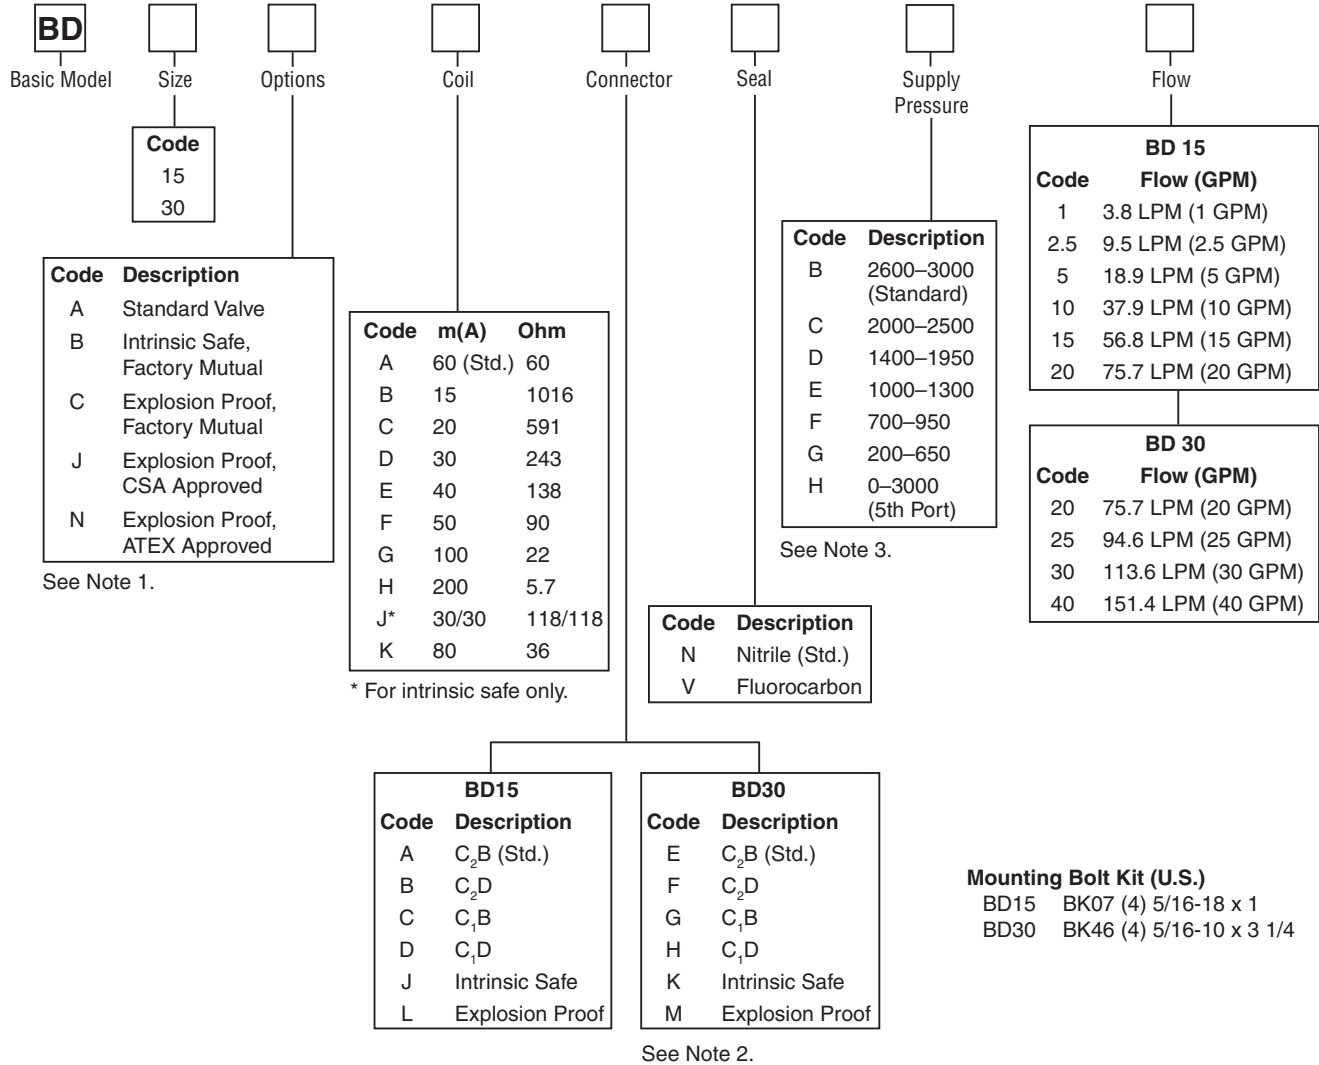 BD
Basic Model
Size
Options
Coil
Connector
Seal
Supply
Pressure
Flow
Code
15
30
Code Description
A Standard Valve
B Intrinsic Safe,
Factory Mutual
C Explosion Proof,
Factory Mutual
J Explosion Proof,
CSA Approved
N Explosion Proof,
ATEX Approved
See Note 1.
Code m(A) Ohm
A 60 (Std.) 60
B 15 1016
C 20 591
D 30 243
E 40 138
F 50 90
G 100 22
H 200 5.7
J* 30/30 118/118
K 80 36
* For intrinsic safe only.
BD15
Code Description
A C₂B (Std.)
B C₂D
C C₁B
D C₁D
J Intrinsic Safe
L Explosion Proof
BD30
Code Description
E C₂B (Std.)
F C₂D
G C₁B
H C₁D
K Intrinsic Safe
M Explosion Proof
See Note 2.
Code Description
N Nitrile (Std.)
V Fluorocarbon
Code Description
B 2600–3000
(Standard)
C 2000–2500
D 1400–1950
E 1000–1300
F 700–950
G 200–650
H 0–3000
(5th Port)
See Note 3.
BD 15
Code Flow (GPM)
1 3.8 LPM (1 GPM)
2.5 9.5 LPM (2.5 GPM)
5 18.9 LPM (5 GPM)
10 37.9 LPM (10 GPM)
15 56.8 LPM (15 GPM)
20 75.7 LPM (20 GPM)
BD 30
Code Flow (GPM)
20 75.7 LPM (20 GPM)
25 94.6 LPM (25 GPM)
30 113.6 LPM (30 GPM)
40 151.4 LPM (40 GPM)
Mounting Bolt Kit (U.S.)
BD15 BK07 (4) 5/16-18 x 1
BD30 BK46 (4) 5/16-10 x 3 1/4